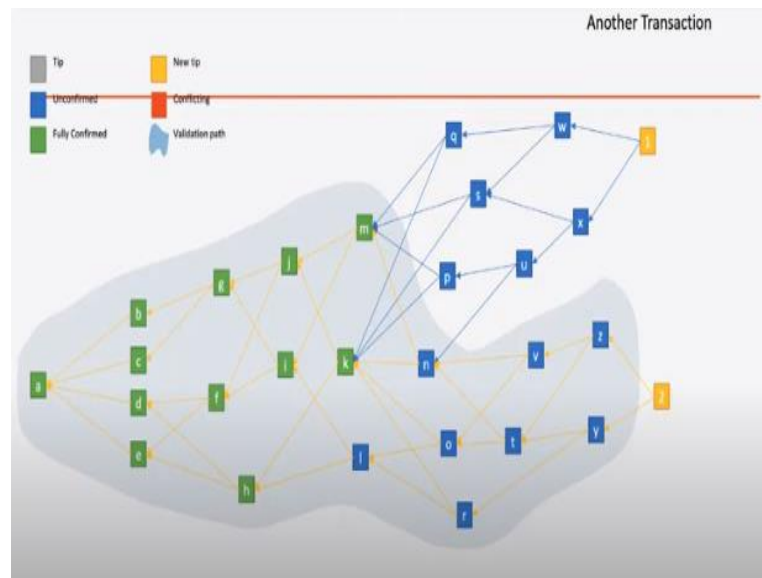 Another Transaction
Tip
New tip
Unconfirmed
Conflicting
Fully Confirmed
Validation path
q
w
1
s
x
m
u
p
j
g
b
z
v
c
i
k
n
a
d
f
2
e
y
o
t
l
h
r